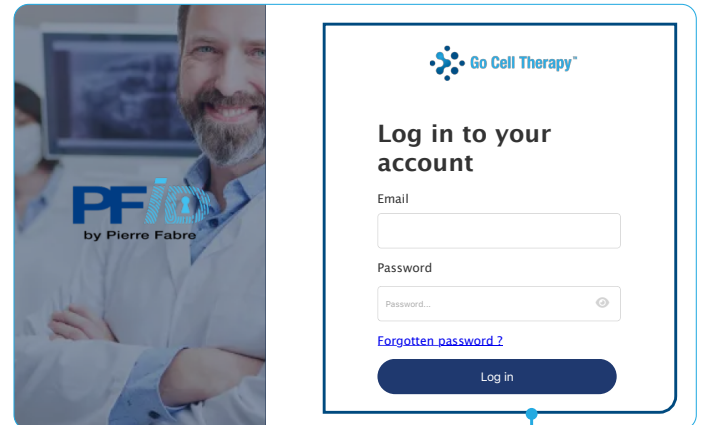 PFiD
by Pierre Fabre
Go Cell Therapy™
Log in to your
account
Email
Password
Password...
Forgotten password ?
Log in